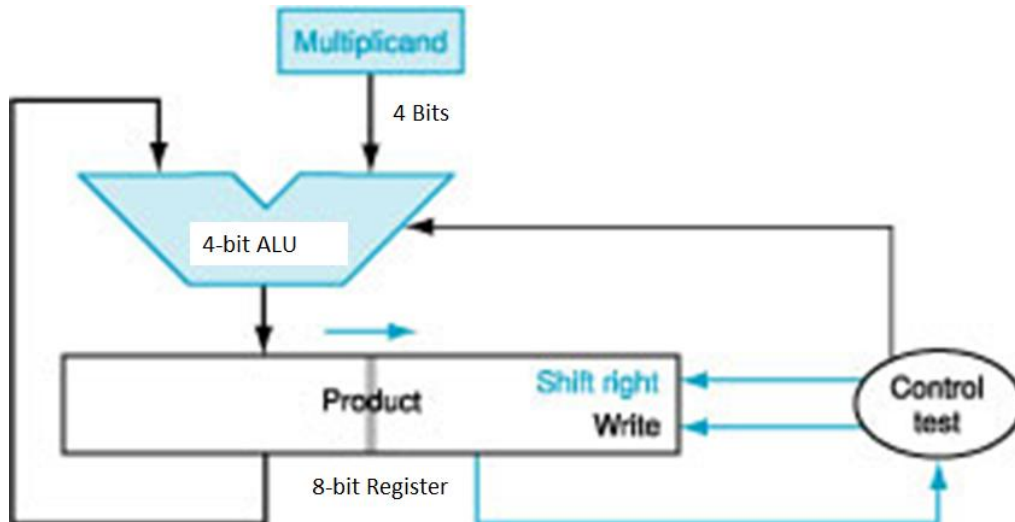 Multiplicand
4 Bits
4-bit ALU
Product
Shift right
Write
Control
test
8-bit Register